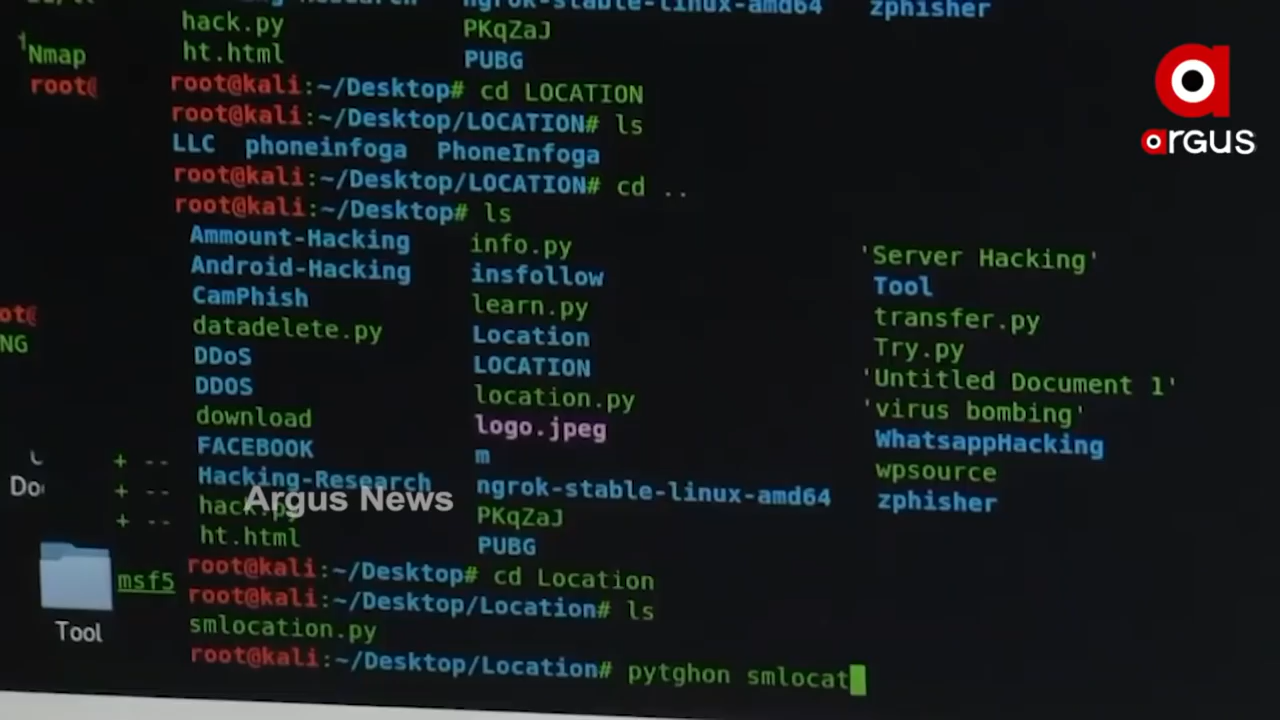 hack.py PKqZaJ
ht.html PUBG
Nmap
root@
root@kali:~/Desktop# cd LOCATION
root@kali:~/Desktop/LOCATION# ls
LLC phoneinfoga PhoneInfoga
root@kali:~/Desktop/LOCATION# cd ..
root@kali:~/Desktop# ls
Ammount-Hacking info.py 'Server Hacking'
Android-Hacking insfollow Tool
CamPhish learn.py transfer.py
datadelete.py Location Try.py
DDoS LOCATION 'Untitled Document 1'
DDOS location.py 'virus bombing'
download logo.jpeg WhatsappHacking
FACEBOOK m wpsource
Hacking-Research ngrok-stable-linux-amd64 zphisher
hack.py PKqZaJ
ht.html PUBG
root@kali:~/Desktop# cd Location
root@kali:~/Desktop/Location# ls
smlocation.py
root@kali:~/Desktop/Location# pytghon smlocat
ngrok-stable-linux-amd64 zphisher
NG
+ --
+ --
+ --
msf5
Tool
argus
Argus News